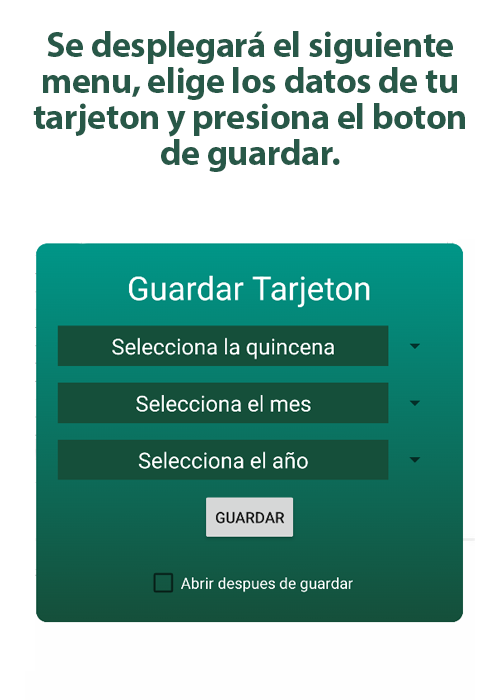 Se desplegará el siguiente
menu, elige los datos de tu
tarjeton y presiona el boton
de guardar.
Guardar Tarjeton
Selecciona la quincena
Selecciona el mes
Selecciona el año
GUARDAR
Abrir despues de guardar